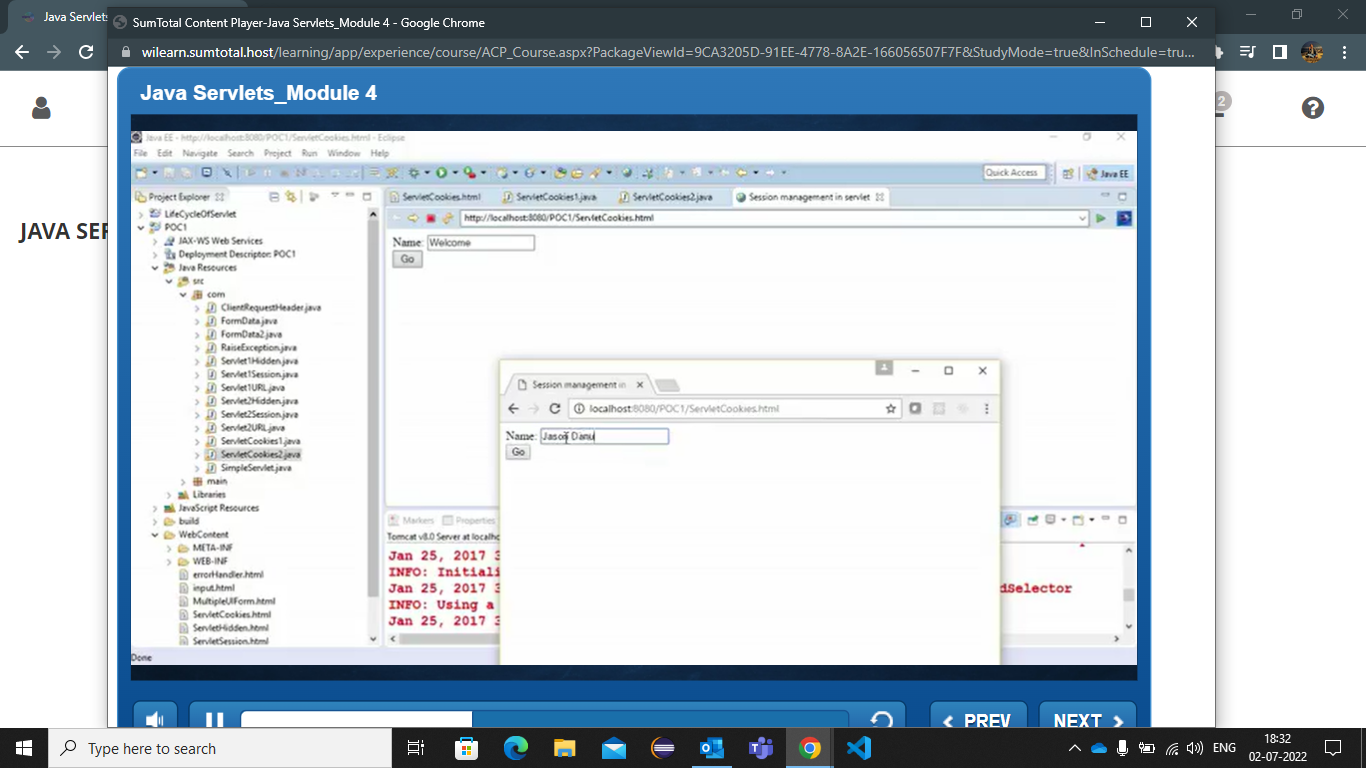 Java Servlets
SumTotal Content Player-Java Servlets_Module 4 - Google Chrome
wilearn.sumtotal.host/learning/app/experience/course/ACP_Course.aspx?PackageViewId=9CA3205D-91EE-4778-8A2E-166056507F7F&StudyMode=true&InSchedule=tru...
2
JAVA SER
Java Servlets_Module 4
Java EE - http://localhost:8080/POC1/ServletCookies.html - Eclipse
File Edit Navigate Search Project Run Window Help
Quick Access
Java EE
Project Explorer
ServletCookies.html ServletCookies1.java ServletCookies2.java Session management in servlet
http://localhost:8080/POC1/ServletCookies.html
LifeCycleOfServlet
POC1
JAX-WS Web Services
Deployment Descriptor: POC1
Java Resources
src
com
ClientRequestHeader.java
FormData.java
FormData2.java
RaiseException.java
Servlet1Hidden.java
Servlet1Session.java
Servlet1URL.java
Servlet2Hidden.java
Servlet2Session.java
Servlet2URL.java
ServletCookies1.java
ServletCookies2.java
SimpleServlet.java
main
Libraries
JavaScript Resources
build
WebContent
META-INF
WEB-INF
errorHandler.html
input.html
MultipleUIForm.html
ServletCookies.html
ServletHidden.html
ServletSession.html
Done
Name: Welcome
Go
Session management in
localhost:8080/POC1/ServletCookies.html
Name: Jason Danu
Go
Markers Properties
Tomcat v8.0 Server at localho
Jan 25, 2017 3
INFO: Initiali
Jan 25, 2017 3 dSelector
INFO: Using a
Jan 25, 2017 3
PREV
NEXT
Type here to search
ENG
18:32
02-07-2022